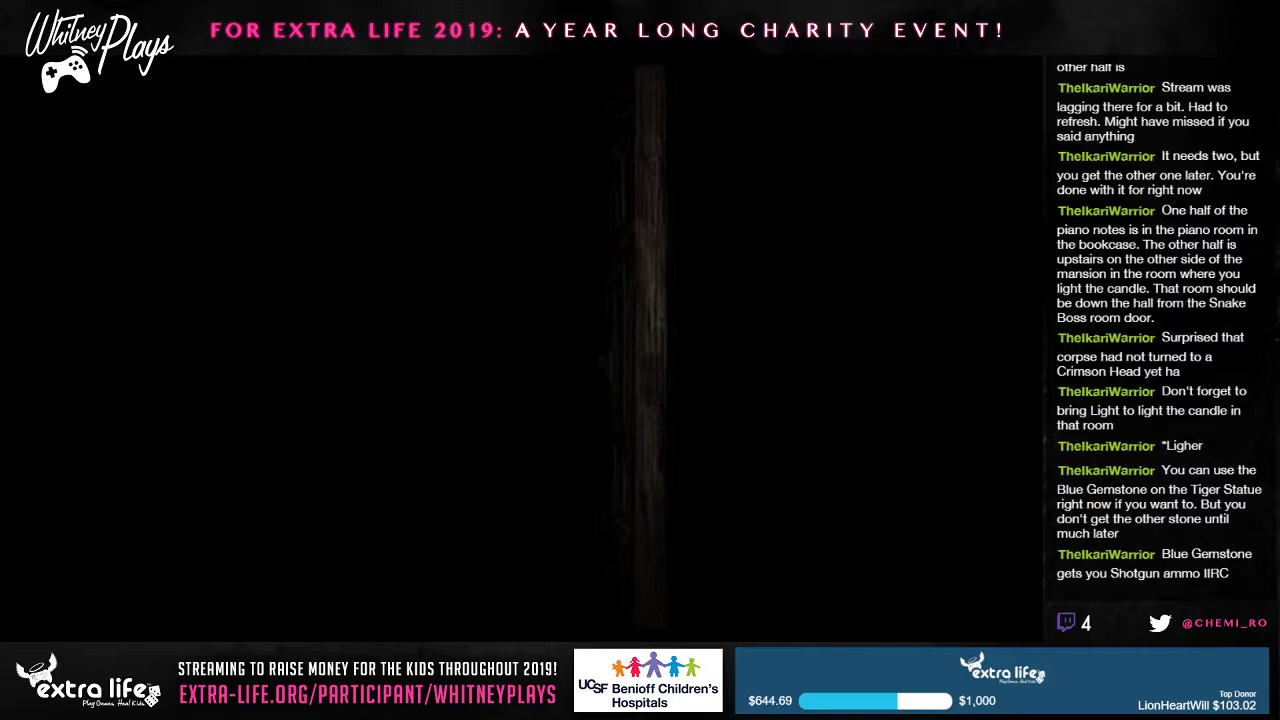 Whitney Plays
FOR EXTRA LIFE 2019: A YEAR LONG CHARITY EVENT!
other half is
TheIkariWarrior Stream was
lagging there for a bit. Had to
refresh. Might have missed if you
said anything
TheIkariWarrior It needs two, but
you get the other one later. You're
done with it for right now
TheIkariWarrior One half of the
piano notes is in the piano room in
the bookcase. The other half is
upstairs on the other side of the
mansion in the room where you
light the candle. That room should
be down the hall from the Snake
Boss room door.
TheIkariWarrior Surprised that
corpse had not turned to a
Crimson Head yet ha
TheIkariWarrior Don't forget to
bring Light to light the candle in
that room
TheIkariWarrior *Ligher
TheIkariWarrior You can use the
Blue Gemstone on the Tiger Statue
right now if you want to. But you
don't get the other stone until
much later
TheIkariWarrior Blue Gemstone
gets you Shotgun ammo IIRC
4
@CHEMI_RO
extra life
Play Games. Heal Kids.
STREAMING TO RAISE MONEY FOR THE KIDS THROUGHOUT 2019!
EXTRA-LIFE.ORG/PARTICIPANT/WHITNEYPLAYS
UCSF Benioff Children's
Hospitals
extra life
Play Games. Heal Kids.
$644.69
$1,000
Top Donor
LionHeartWill $103.02